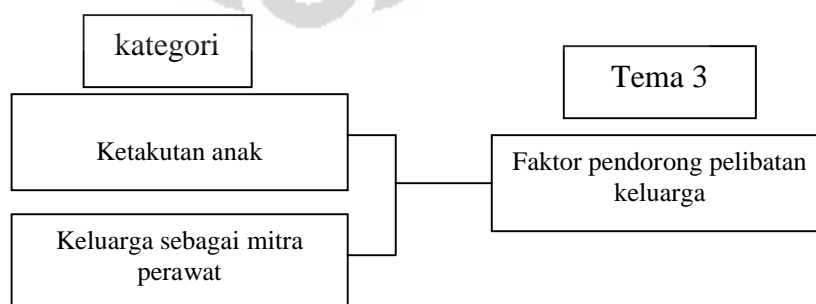 kategori
Tema 3
Ketakutan anak
Faktor pendorong pelibatan
keluarga
Keluarga sebagai mitra
perawat